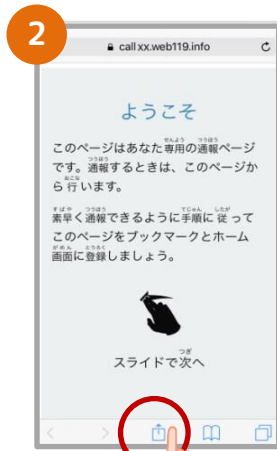 2
call xx.web119.info
ようこそ
このページはあなた専用の通報ページ
です。通報するときは、このページか
ら行います。
素早く通報できるように手順に従って
このページをブックマークとホーム
画面に登録しましょう。
スライドで次へ